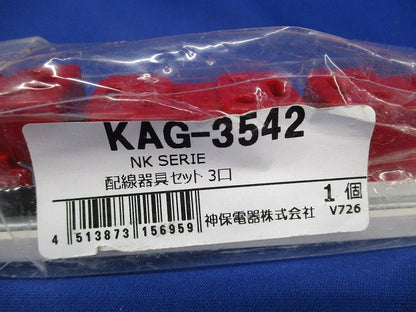 KAG-3542
NK SERIE
配線器具セット 3口
1個
神保電器株式会社 V726
4 513873 156959